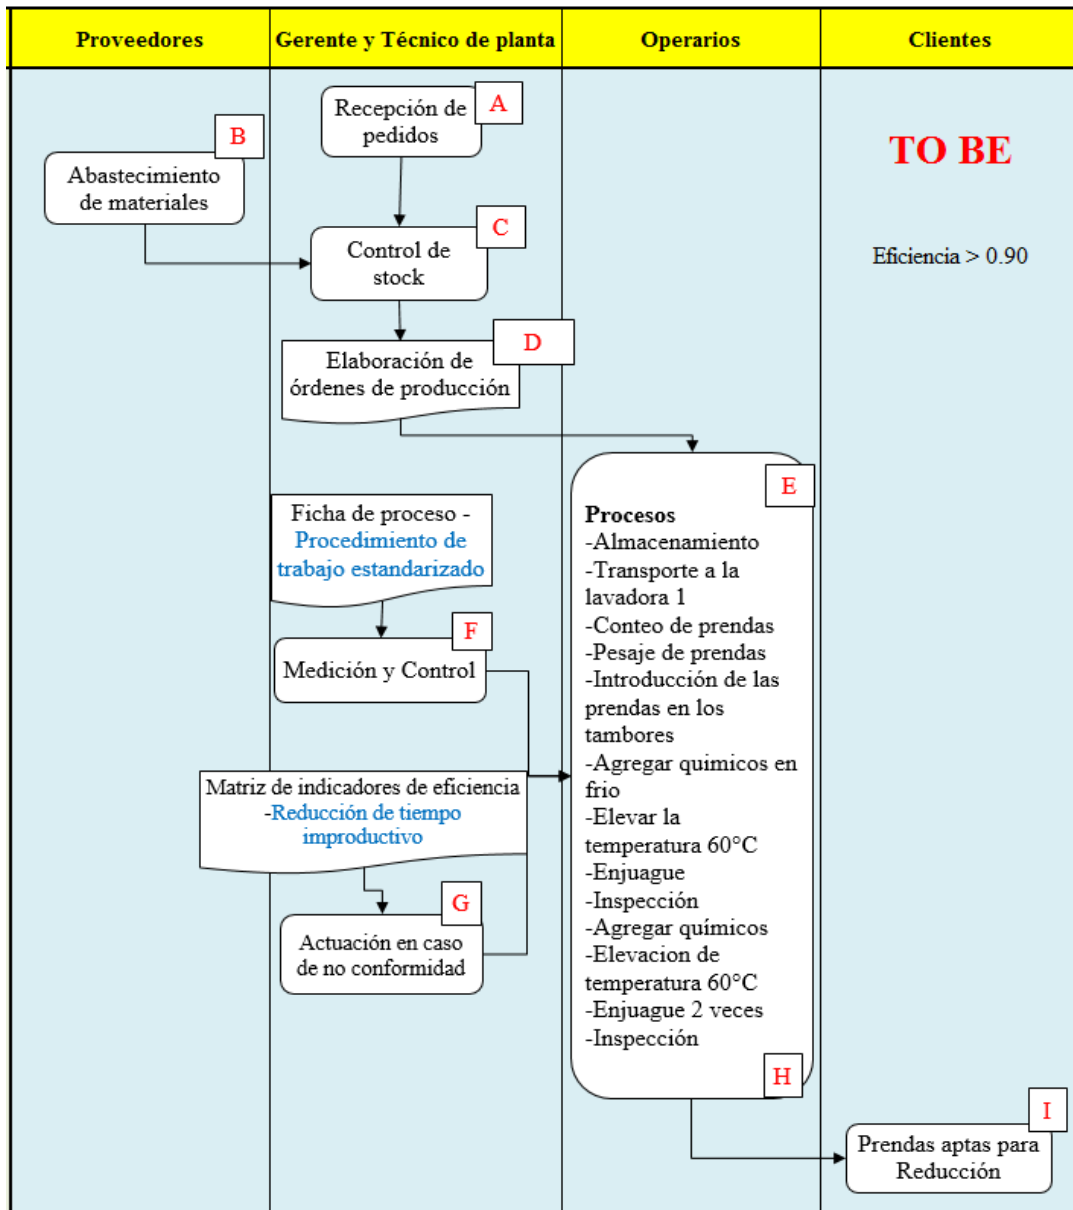 Proveedores
Gerente y Técnico de planta
Operarios
Clientes
A
Recepción de
pedidos
B
Abastecimiento
de materiales
TO BE
C
Control de
stock
Eficiencia > 0.90
D
Elaboración de
órdenes de producción
E
Procesos
-Almacenamiento
-Transporte a la
lavadora 1
-Conteo de prendas
-Pesaje de prendas
-Introducción de las
prendas en los
tambores
-Agregar quimicos en
frio
-Elevar la
temperatura 60°C
-Enjuague
-Inspección
-Agregar químicos
-Elevacion de
temperatura 60°C
-Enjuague 2 veces
-Inspección
H
Ficha de proceso -
Procedimiento de
trabajo estandarizado
F
Medición y Control
Matriz de indicadores de eficiencia
-Reducción de tiempo
improductivo
G
Actuación en caso
de no conformidad
I
Prendas aptas para
Reducción